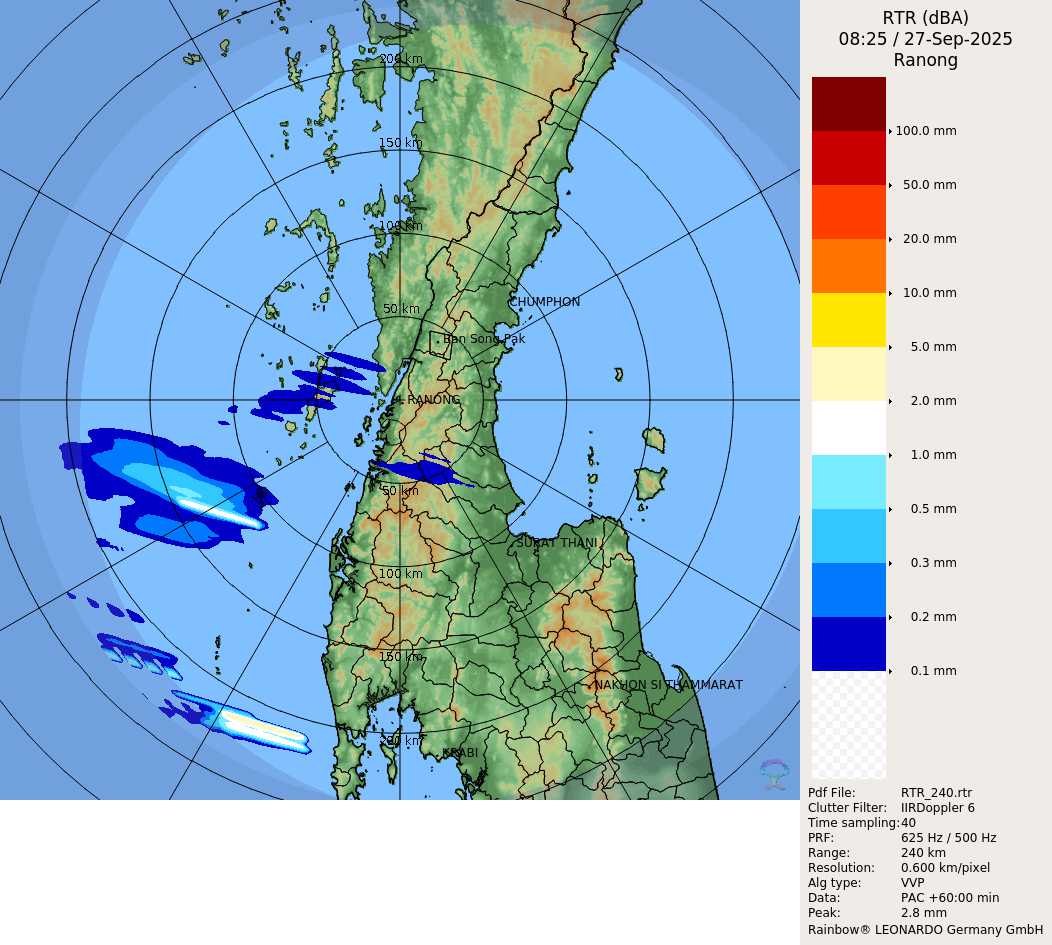 200 km
150 km
100 km
50 km
CHUMPHON
Ban Song Pak
RANONG
50 km
SURAT THANI
100 km
150 km
NAKHON SI THAMMARAT
200 km
KRABI
RTR (dBA)
08:25 / 27-Sep-2025
Ranong
100.0 mm
50.0 mm
20.0 mm
10.0 mm
5.0 mm
2.0 mm
1.0 mm
0.5 mm
0.3 mm
0.2 mm
0.1 mm
Pdf File: RTR_240.rtr
Clutter Filter: IIRDoppler 6
Time sampling:40
PRF: 625 Hz / 500 Hz
Range: 240 km
Resolution: 0.600 km/pixel
Alg type: VVP
Data: PAC +60:00 min
Peak: 2.8 mm
Rainbow® LEONARDO Germany GmbH